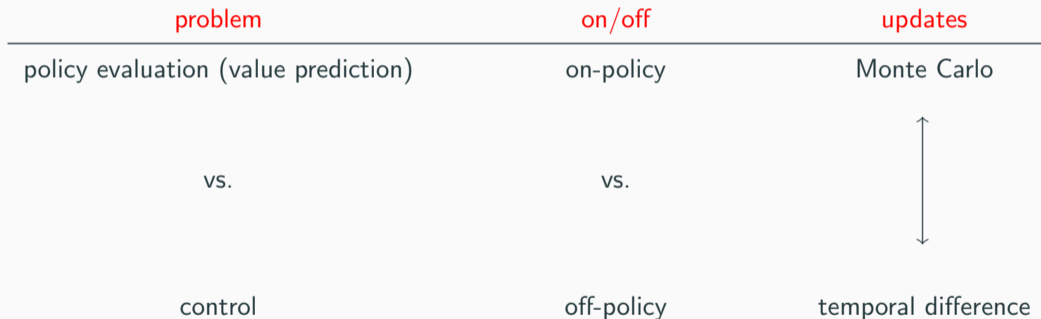 problem on/off updates
policy evaluation (value prediction) on-policy Monte Carlo
vs. vs.
control off-policy temporal difference